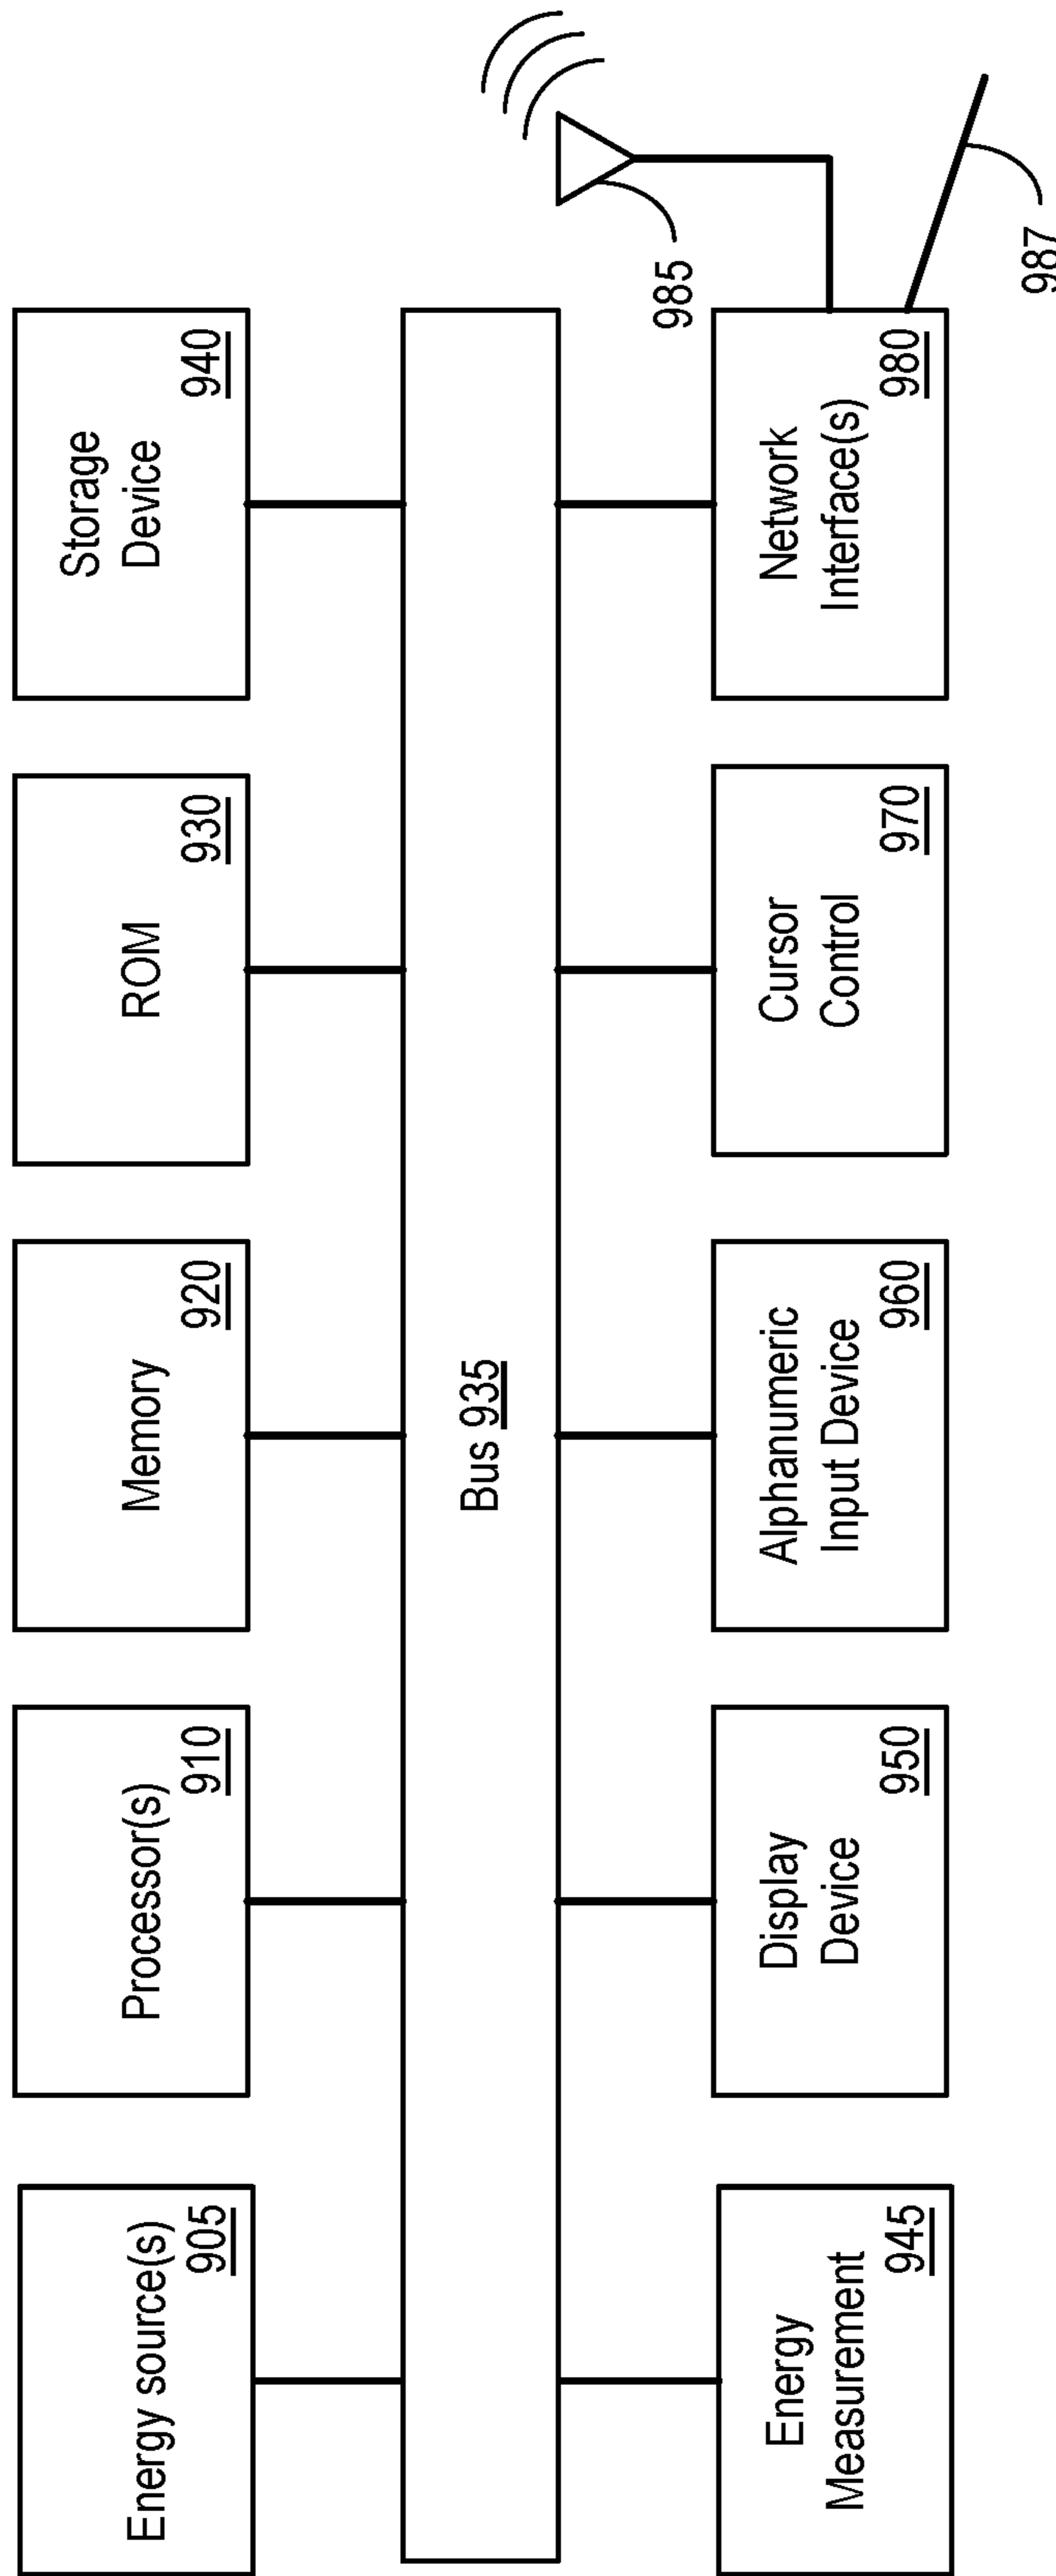 Energy source(s)
905
Processor(s)
910
Memory
920
ROM
930
Storage
Device
940
Bus 935
985
Energy
Measurement
945
Display
Device
950
Alphanumeric
Input Device
960
Cursor
Control
970
Network
Interface(s)
980
987